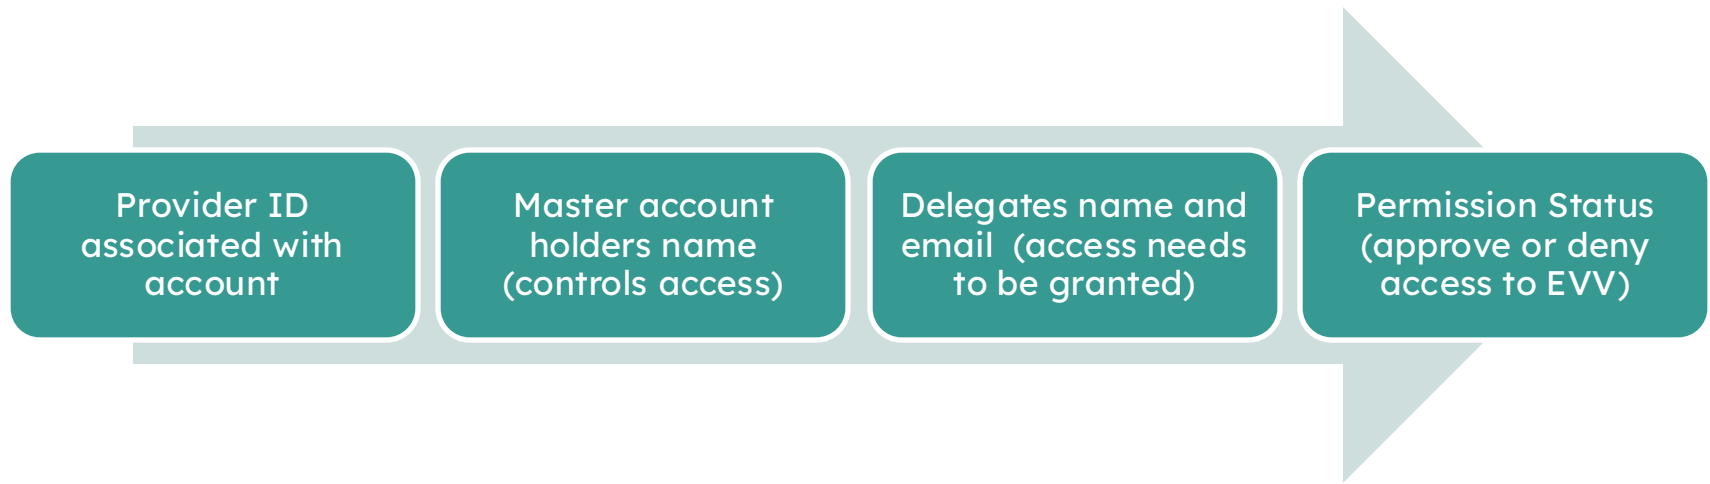 Provider ID
associated with
account
Master account
holders name
(controls access)
Delegates name and
email  (access needs
to be granted)
Permission Status
(approve or deny
access to EVV)